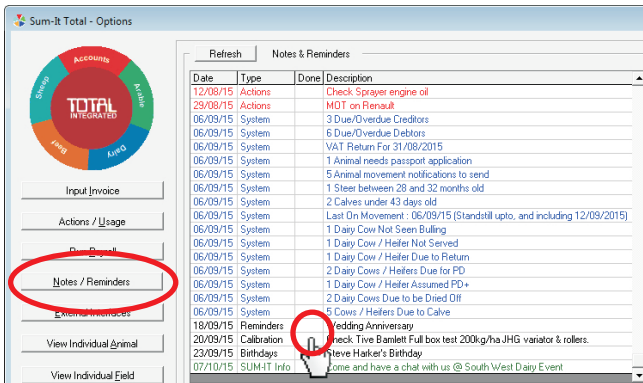 Sum-It Total - Options
Accounts
Arable
Dairy
Beef
Sheep
TOTAL
INTEGRATED
Input Invoice
Actions / Usage
Run Payroll
Notes / Reminders
External Interfaces
View Individual Animal
View Individual Field
Refresh Notes & Reminders
Date Type Done Description
12/08/15 Actions Check Sprayer engine oil
29/08/15 Actions MOT on Renault
06/09/15 System 3 Due/Overdue Creditors
06/09/15 System 6 Due/Overdue Debtors
06/09/15 System VAT Return For 31/08/2015
06/09/15 System 1 Animal needs passport application
06/09/15 System 5 Animal movement notifications to send
06/09/15 System 1 Steer between 28 and 32 months old
06/09/15 System 2 Calves under 43 days old
06/09/15 System Last On Movement : 06/09/15 (Standstill upto, and including 12/09/2015)
06/09/15 System 1 Dairy Cow Not Seen Bulling
06/09/15 System 1 Dairy Cow / Heifer Not Served
06/09/15 System 1 Dairy Cow / Heifer Due to Return
06/09/15 System 2 Dairy Cows / Heifers Due for PD
06/09/15 System 1 Dairy Cow / Heifer Assumed PD+
06/09/15 System 2 Dairy Cows Due to be Dried Off
06/09/15 System 5 Cows / Heifers Due to Calve
18/09/15 Reminders Wedding Anniversary
20/09/15 Calibration Check Tive Bamlett Full box test 200kg/ha JHG variator & rollers.
23/09/15 Birthdays Steve Harker's Birthday
07/10/15 SUM-IT Info Come and have a chat with us @ South West Dairy Event